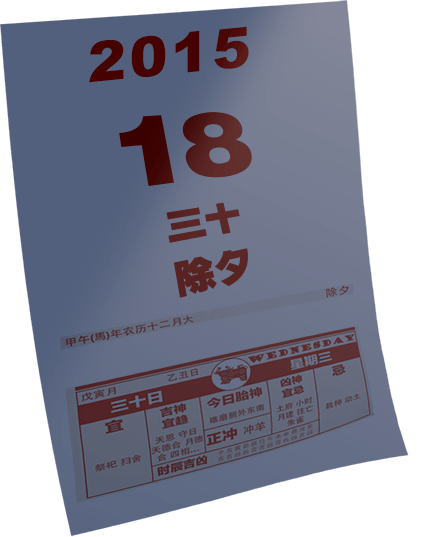 2015
18
三十
除夕
除夕
甲午(馬)年农历十二月大
戊寅月
乙丑日
WEDNESDAY
三十日
星期三
宜
祭祀 扫舍
吉神
宜趋
天恩 守日
天德合 月德
合 四相...
今日胎神
碓磨厕外东南
正冲 冲羊
凶神
宜忌
土府 小时
月建 往亡
朱雀
忌
栽种 动土
时辰吉凶